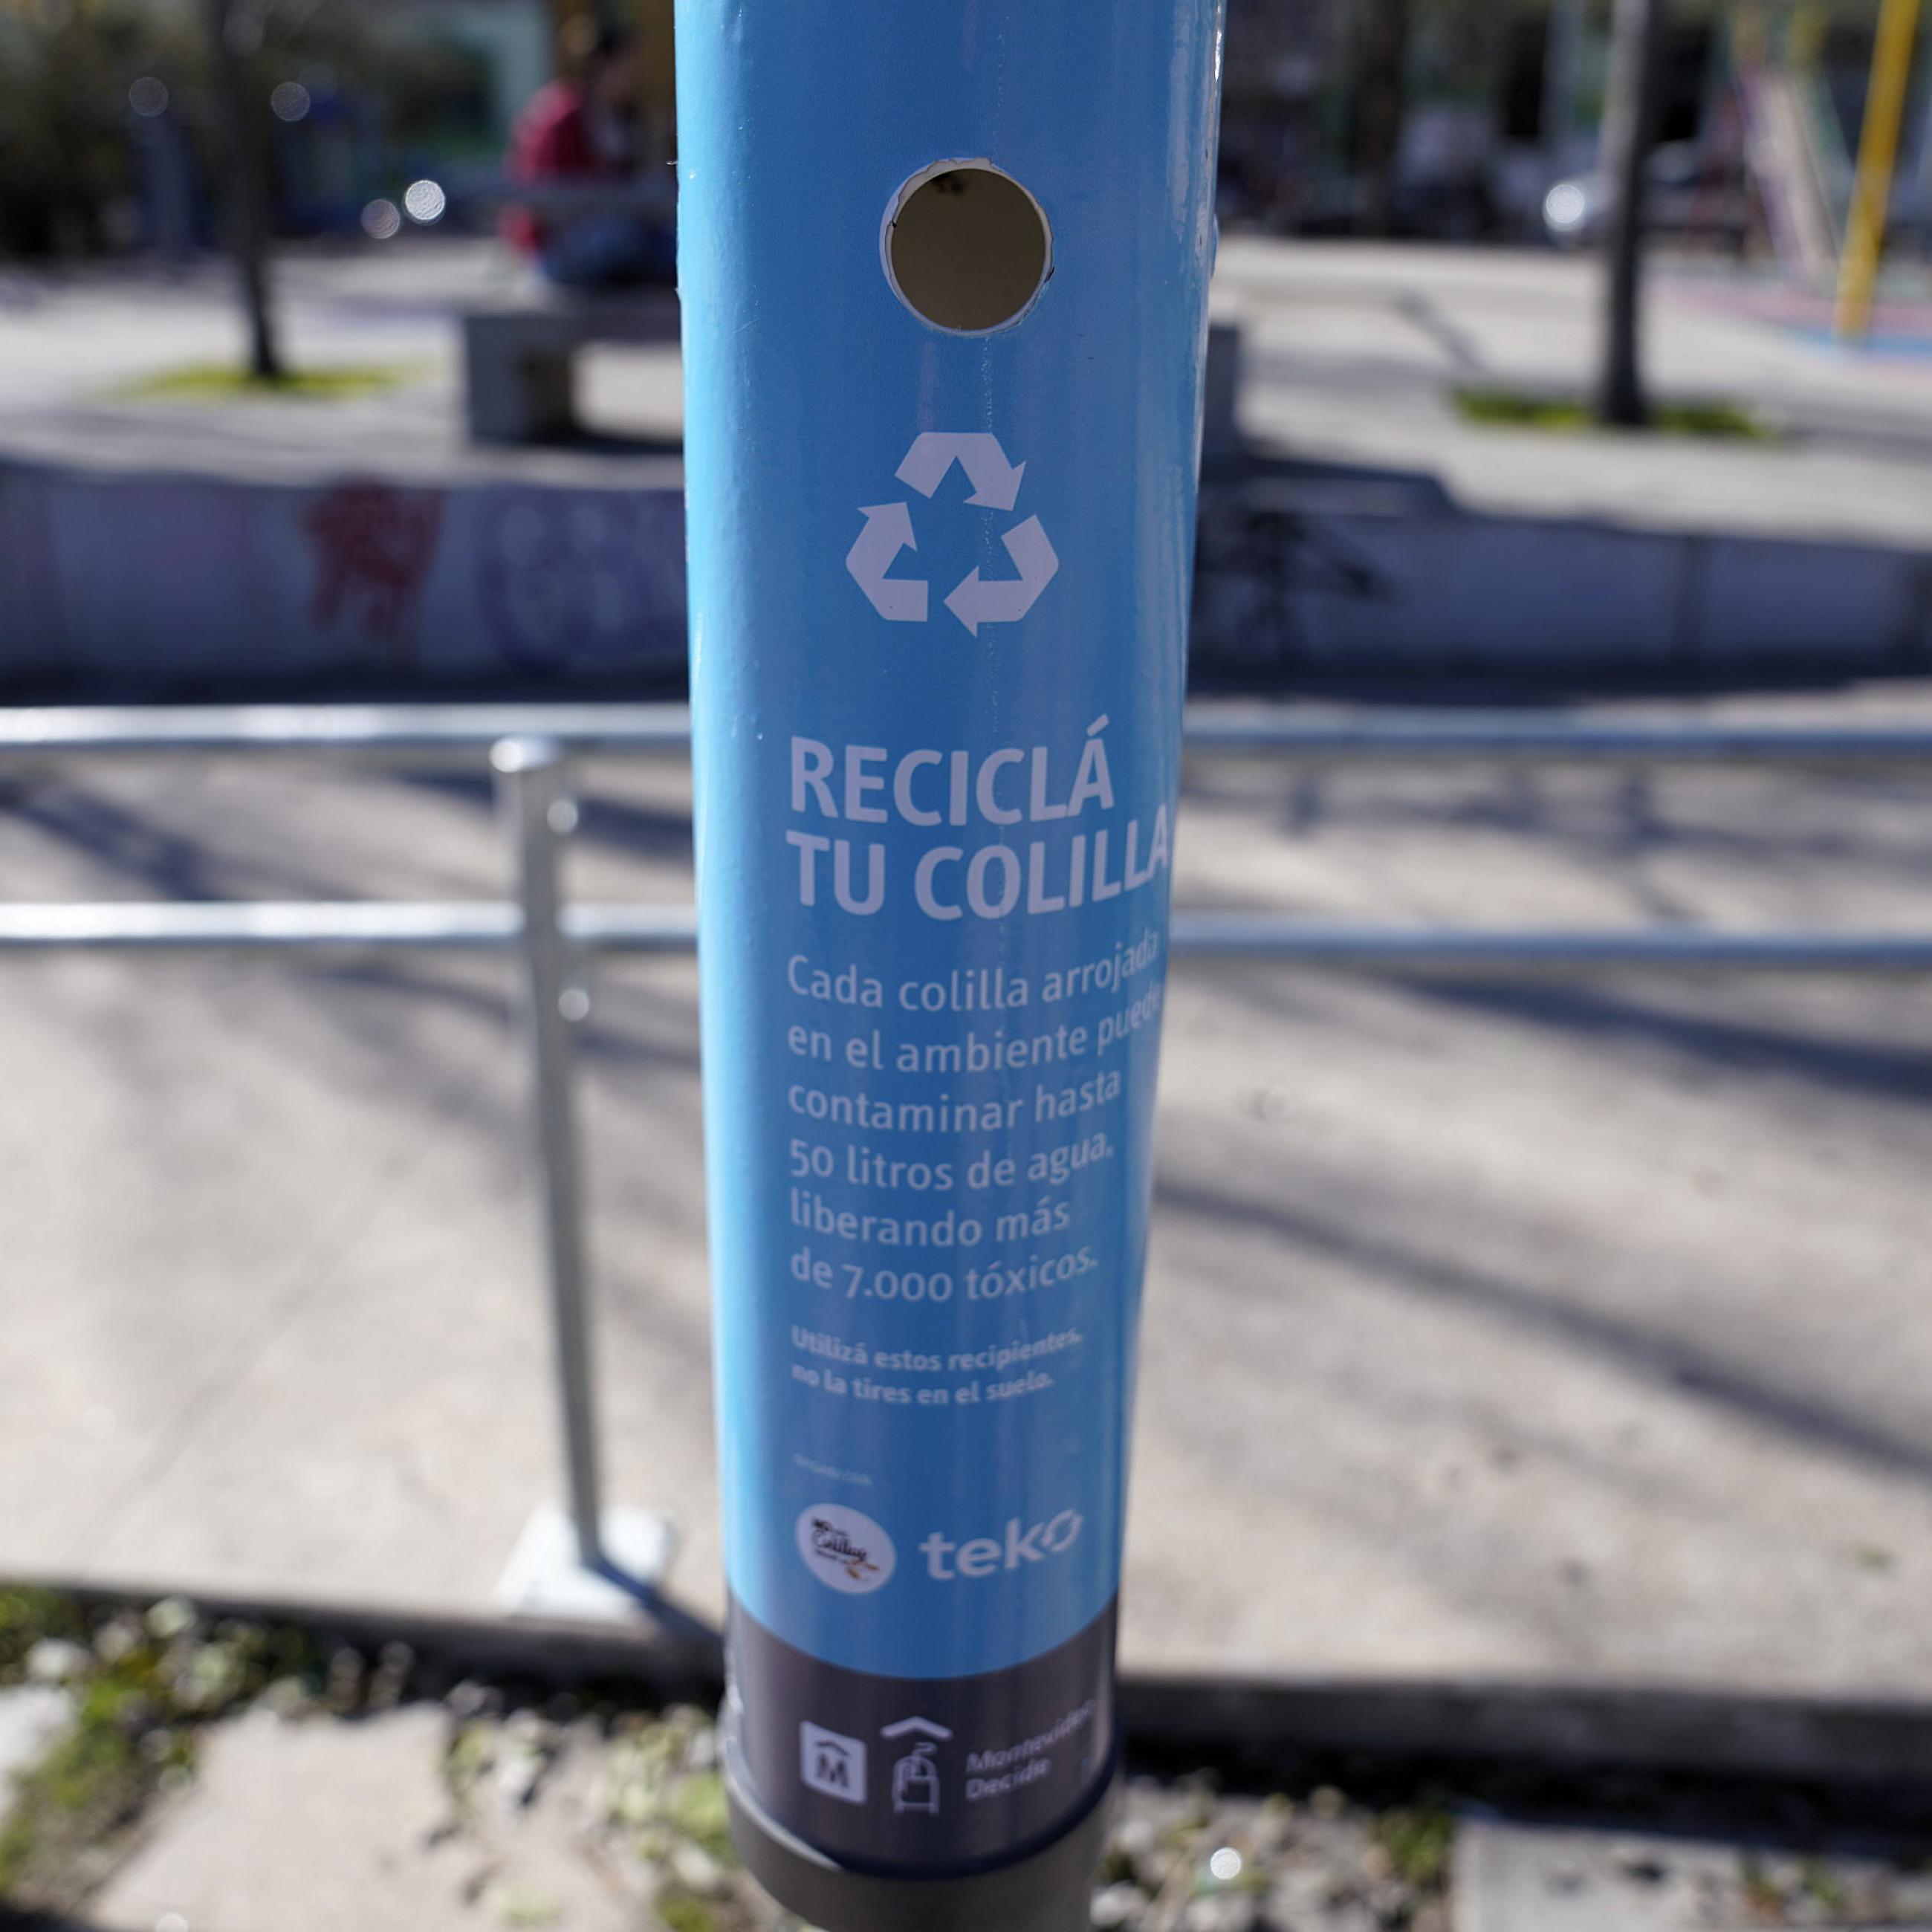 RECICLÁ
TU COLILLA
Cada colilla arrojada
en el ambiente puede
contaminar hasta
50 litros de agua,
liberando más
de 7.000 tóxicos.
Utilizá estos recipientes,
no la tires en el suelo.
teko
M
Montevideo
Decide